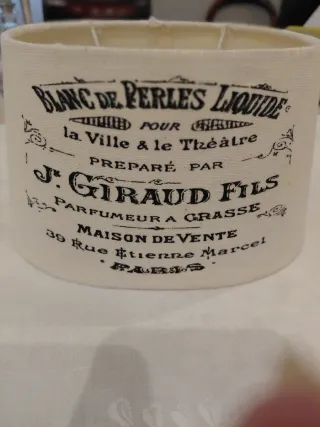 BLANC DE PERLES LIQUIDE
POUR
la Ville & le Théâtre
PREPARÉ PAR
Jh GIRAUD FILS
PARFUMEUR A GRASSE
MAISON DE VENTE
39 Rue Etienne Marcel
PARIS